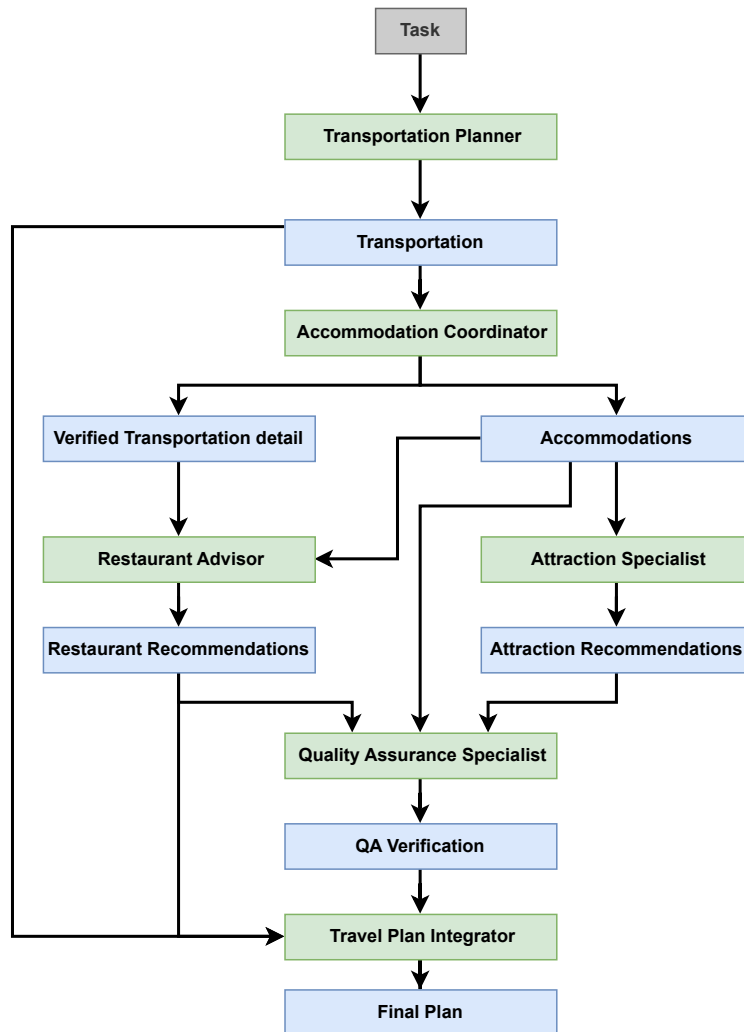 Task
Transportation Planner
Transportation
Accommodation Coordinator
Verified Transportation detail
Accommodations
Restaurant Advisor
Attraction Specialist
Restaurant Recommendations
Attraction Recommendations
Quality Assurance Specialist
QA Verification
Travel Plan Integrator
Final Plan